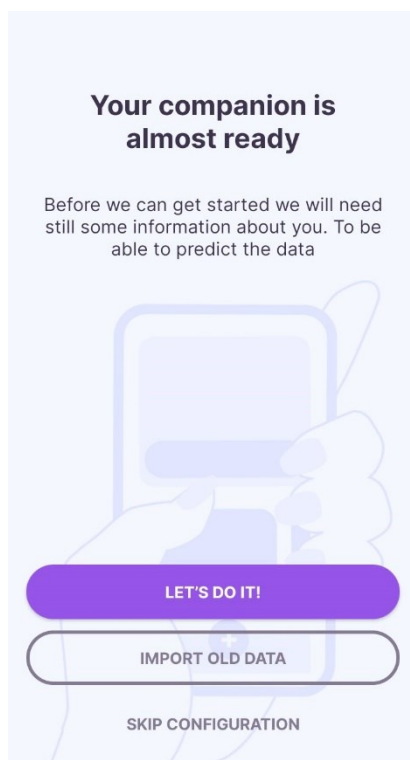 Your companion is
almost ready
Before we can get started we will need
still some information about you. To be
able to predict the data
LET'S DO IT!
IMPORT OLD DATA
SKIP CONFIGURATION